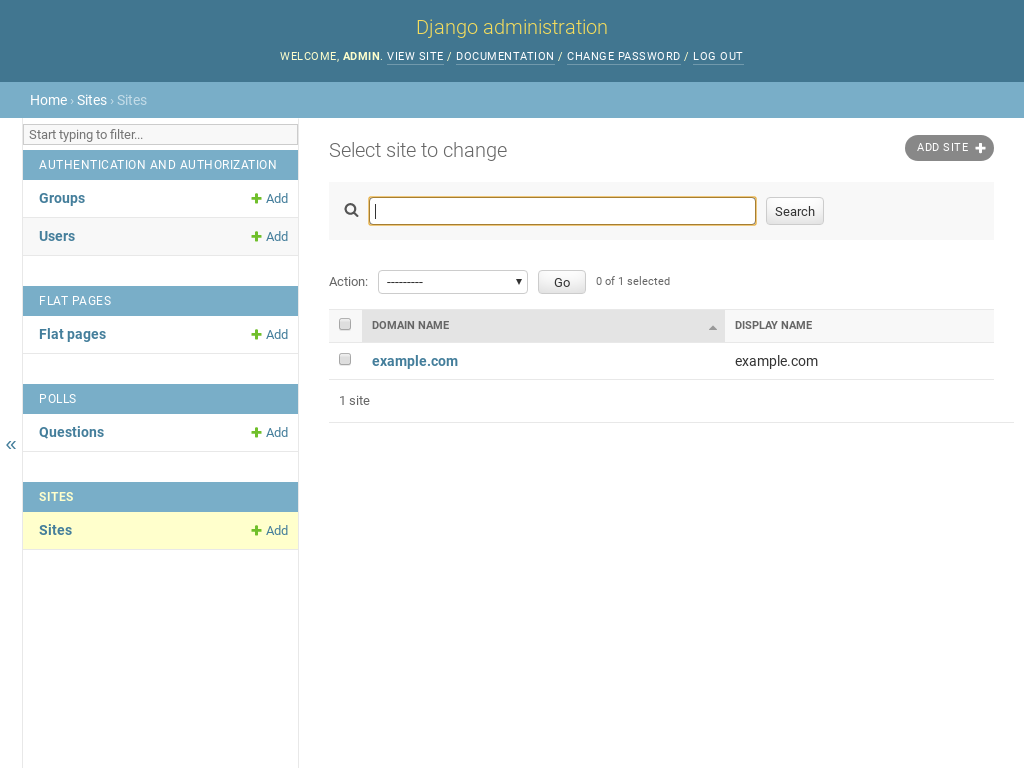 Django administration
WELCOME, ADMIN. VIEW SITE / DOCUMENTATION / CHANGE PASSWORD / LOG OUT
Home › Sites › Sites
Start typing to filter...
AUTHENTICATION AND AUTHORIZATION
Groups Add
Users Add
FLAT PAGES
Flat pages Add
POLLS
Questions Add
SITES
Sites Add
«
Select site to change
ADD SITE
Search
Action: --------- Go 0 of 1 selected
DOMAIN NAME DISPLAY NAME
example.com example.com
1 site